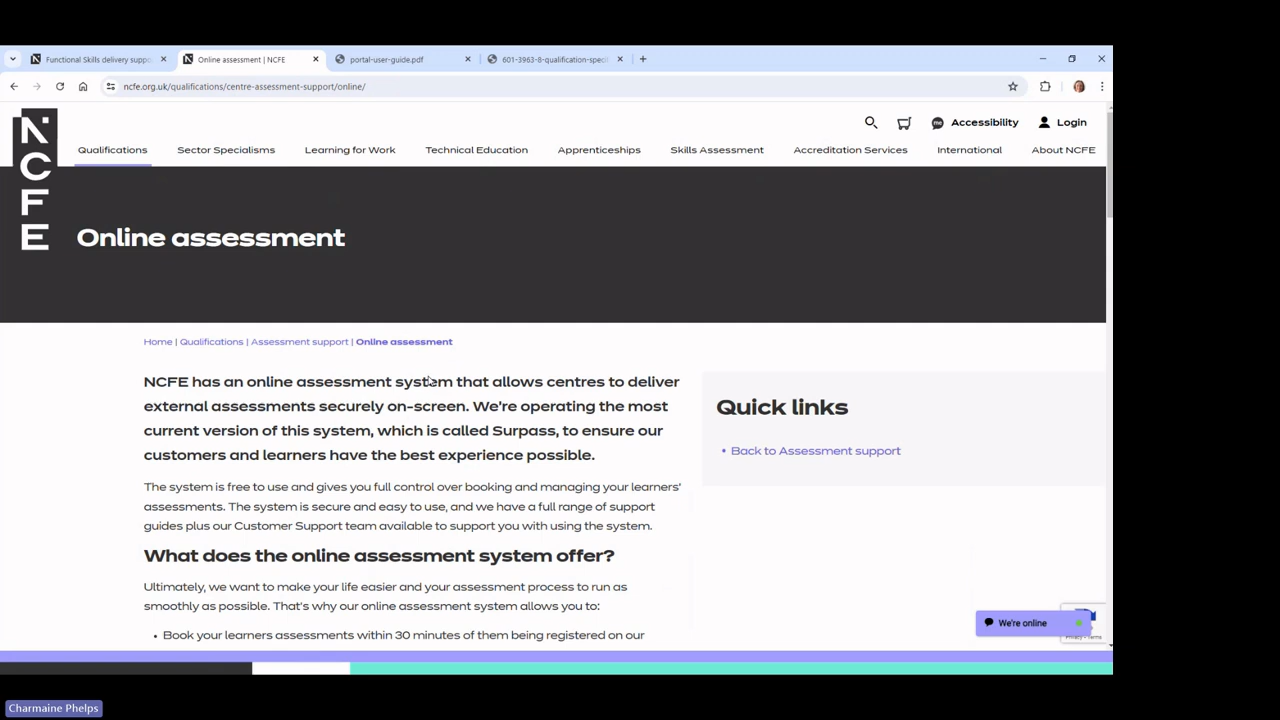 Functional Skills delivery suppo
Online assessment | NCFE
portal-user-guide.pdf
601-3963-8-qualification-specif
ncfe.org.uk/qualifications/centre-assessment-support/online/
NCFE
Accessibility
Login
Qualifications
Sector Specialisms
Learning for Work
Technical Education
Apprenticeships
Skills Assessment
Accreditation Services
International
About NCFE
Online assessment
Home | Qualifications | Assessment support | Online assessment
NCFE has an online assessment system that allows centres to deliver
external assessments securely on-screen. We're operating the most
current version of this system, which is called Surpass, to ensure our
customers and learners have the best experience possible.
Quick links
• Back to Assessment support
The system is free to use and gives you full control over booking and managing your learners'
assessments. The system is secure and easy to use, and we have a full range of support
guides plus our Customer Support team available to support you with using the system.
What does the online assessment system offer?
Ultimately, we want to make your life easier and your assessment process to run as
smoothly as possible. That's why our online assessment system allows you to:
• Book your learners assessments within 30 minutes of them being registered on our
We're online
Privacy - Terms
Charmaine Phelps